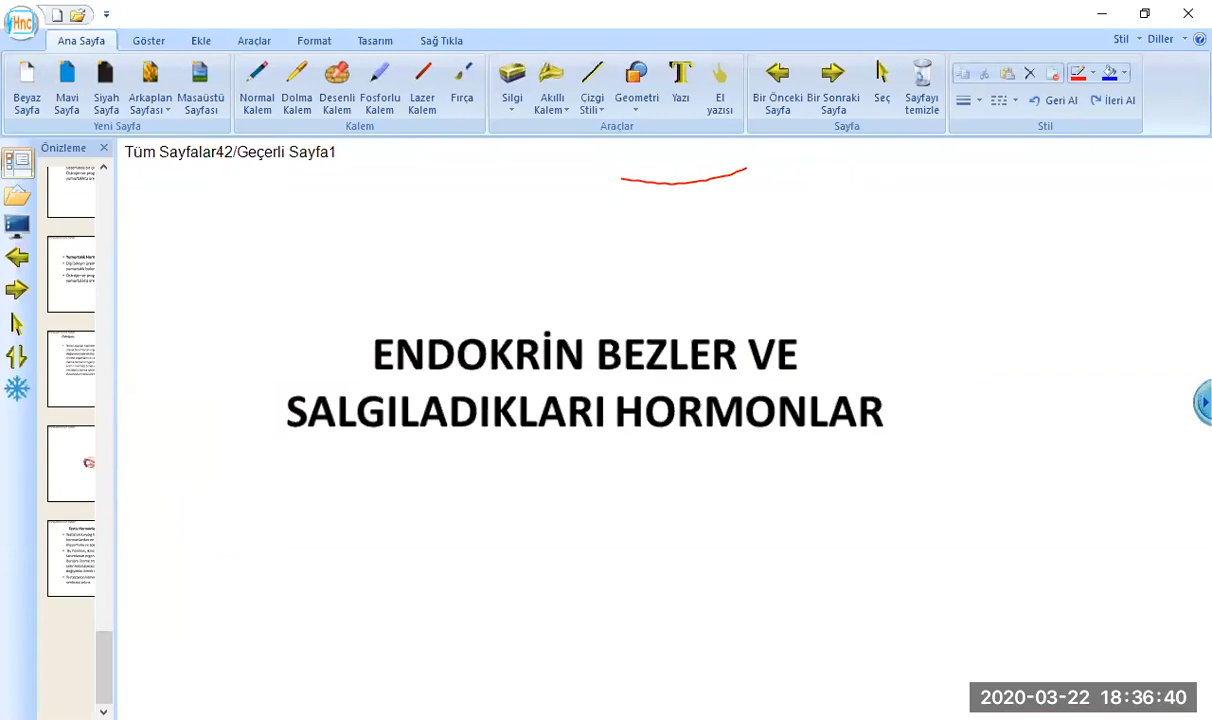 Hnc
Ana Sayfa Göster Ekle Araçlar Format Tasarım Sağ Tıkla Stil Diller
Beyaz Sayfa
Mavi Sayfa
Siyah Sayfa
Arkaplan Sayfası
Masaüstü Sayfası
Yeni Sayfa
Normal Kalem
Dolma Kalem
Desenli Kalem
Fosforlu Kalem
Lazer Kalem
Fırça
Kalem
Silgi
Akıllı Kalem
Çizgi Stili
Geometri
Yazı
El yazısı
Araçlar
Bir Önceki Sayfa
Bir Sonraki Sayfa
Seç
Sayfayı temizle
Sayfa
Geri Al
İleri Al
Stil
Önizleme
Tüm Sayfalar42/Geçerli Sayfa1
ENDOKRİN BEZLER VE
SALGILADIKLARI HORMONLAR
2020-03-22 18:36:40